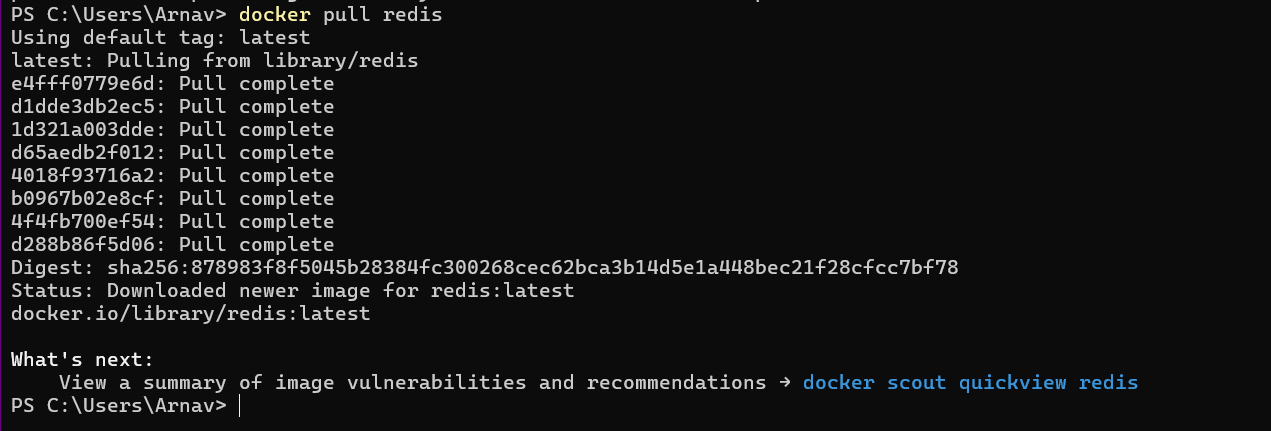 PS C:\Users\Arnav> docker pull redis
Using default tag: latest
latest: Pulling from library/redis
e4fff0779e6d: Pull complete
d1dde3db2ec5: Pull complete
1d321a003dde: Pull complete
d65aedb2f012: Pull complete
4018f93716a2: Pull complete
b0967b02e8cf: Pull complete
4f4fb700ef54: Pull complete
d288b86f5d06: Pull complete
Digest: sha256:878983f8f5045b28384fc300268cec62bca3b14d5e1a448bec21f28cfcc7bf78
Status: Downloaded newer image for redis:latest
docker.io/library/redis:latest
What's next:
View a summary of image vulnerabilities and recommendations → docker scout quickview redis
PS C:\Users\Arnav>